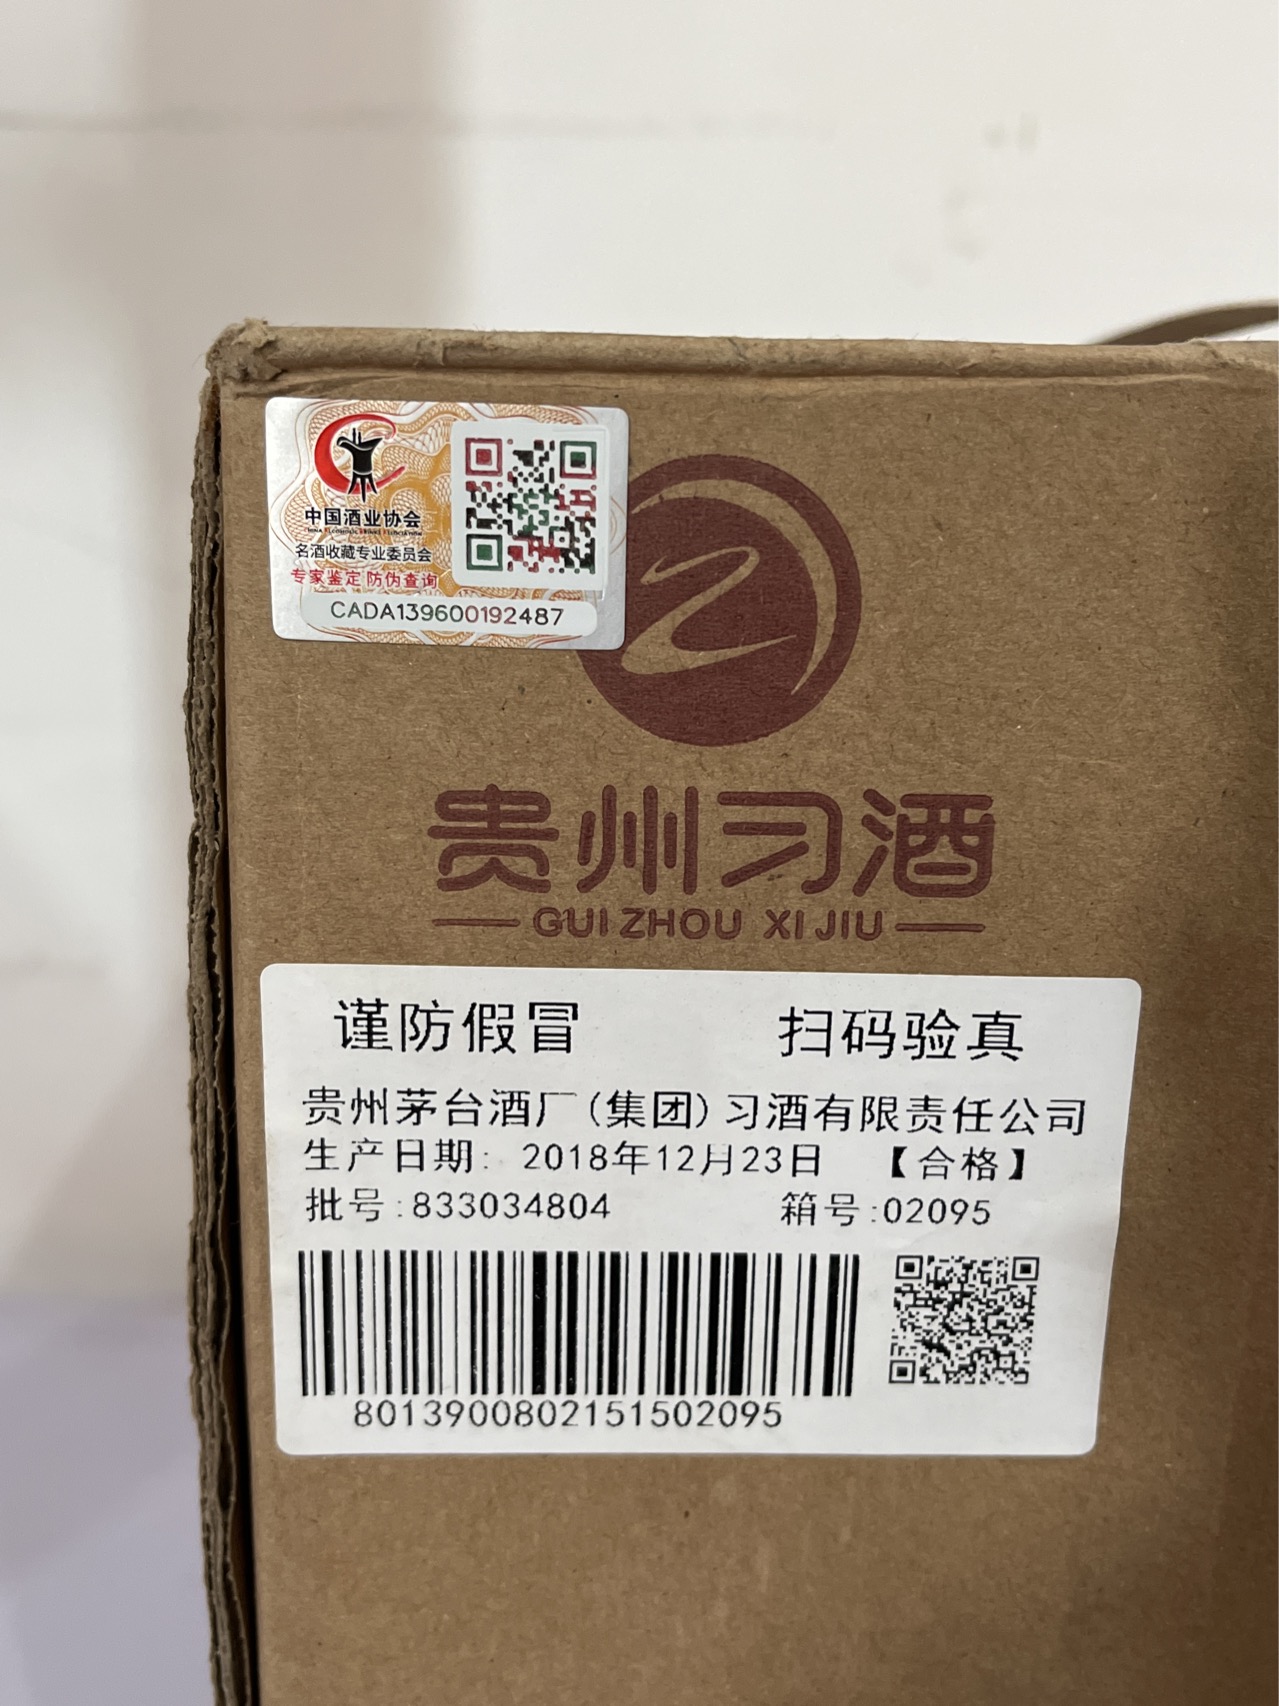 中国酒业协会
名酒收藏专业委员会
专家鉴定 防伪查询
CADA139600192487
贵州习酒
GUIZHOU XIJIU
谨防假冒 扫码验真
贵州茅台酒厂(集团)习酒有限责任公司
生产日期: 2018年12月23日 【合格】
批号:833034804 箱号:02095
8013900802151502095